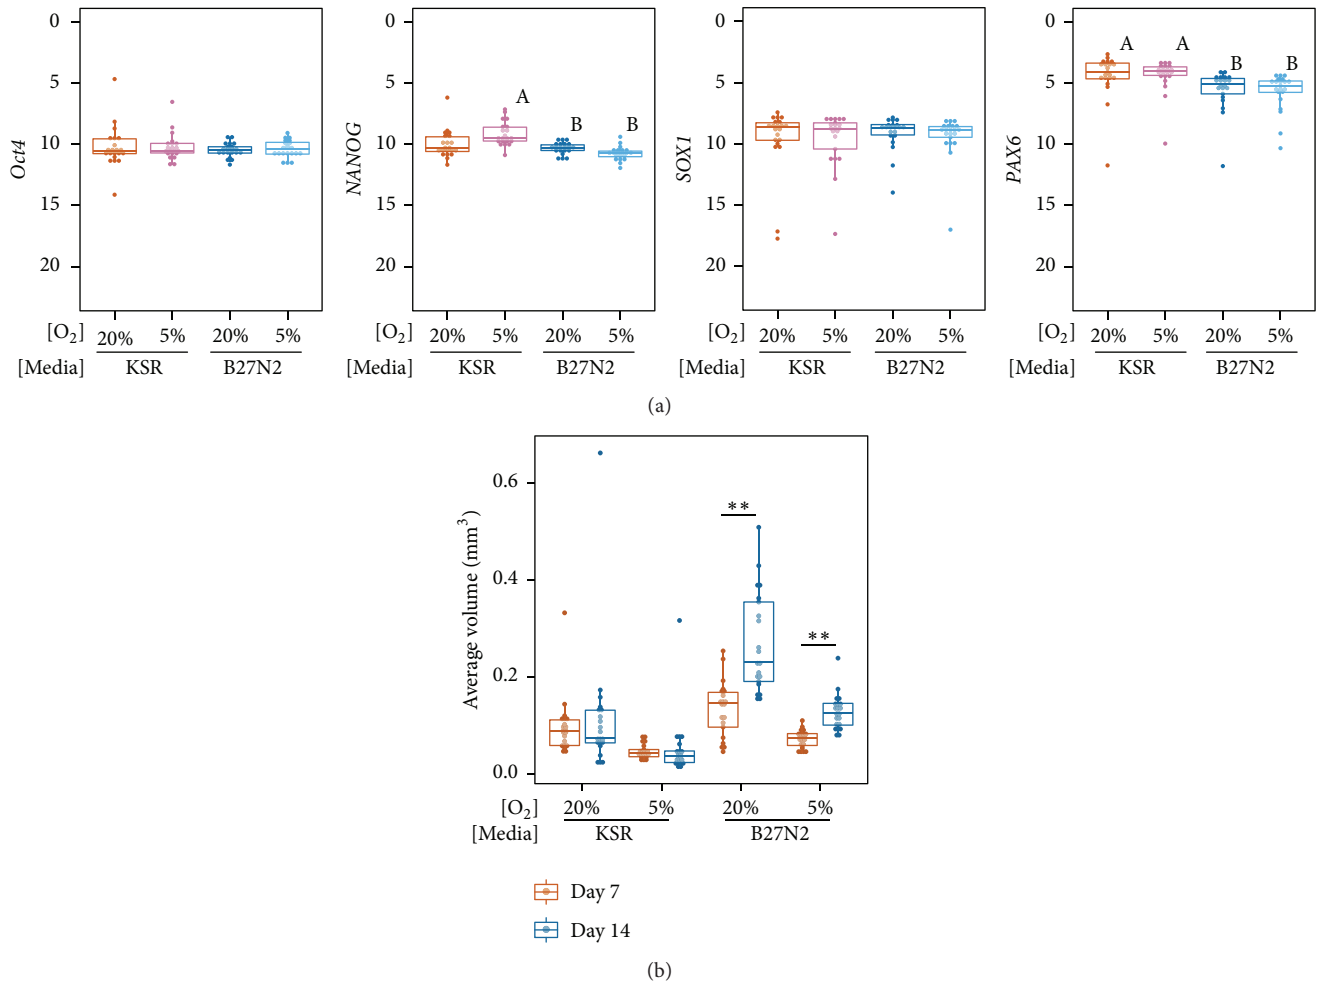 0
5
10
15
20
Oct4
[O2]
20%
5%
20%
5%
[Media]
KSR
B27N2
0
5
10
15
20
NANOG
A
B
B
[O2]
20%
5%
20%
5%
[Media]
KSR
B27N2
0
5
10
15
20
SOX1
[O2]
20%
5%
20%
5%
[Media]
KSR
B27N2
0
5
10
15
20
PAX6
A
A
B
B
[O2]
20%
5%
20%
5%
[Media]
KSR
B27N2
(a)
0.6
0.4
0.2
0.0
Average volume (mm3)
**
**
[O2]
20%
5%
20%
5%
[Media]
KSR
B27N2
Day 7
Day 14
(b)